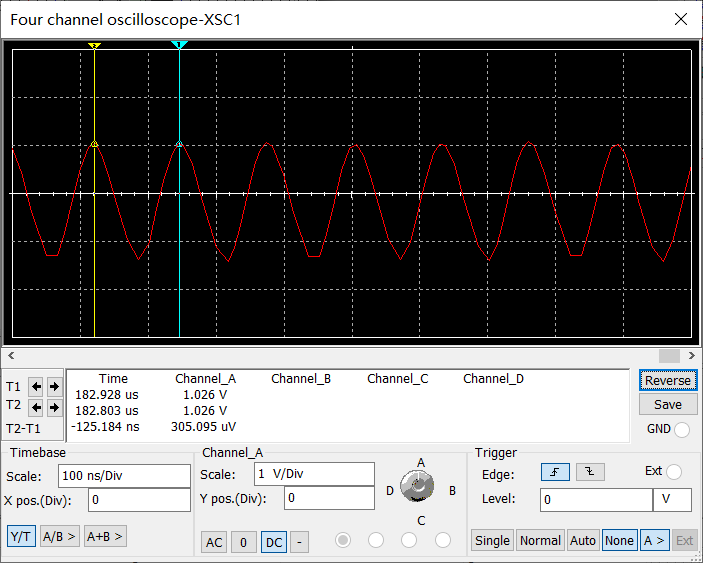 Four channel oscilloscope-XSC1
2 1
Time Channel_A Channel_B Channel_C Channel_D
T1 182.928 us 1.026 V
T2 182.803 us 1.026 V
T2-T1 -125.184 ns 305.095 uV
Reverse
Save
GND
Timebase
Scale: 100 ns/Div
X pos.(Div): 0
Y/T A/B > A+B >
Channel_A
Scale: 1 V/Div
Y pos.(Div): 0
A
D B
C
AC 0 DC -
Trigger
Edge: Ext
Level: 0 V
Single Normal Auto None A > Ext